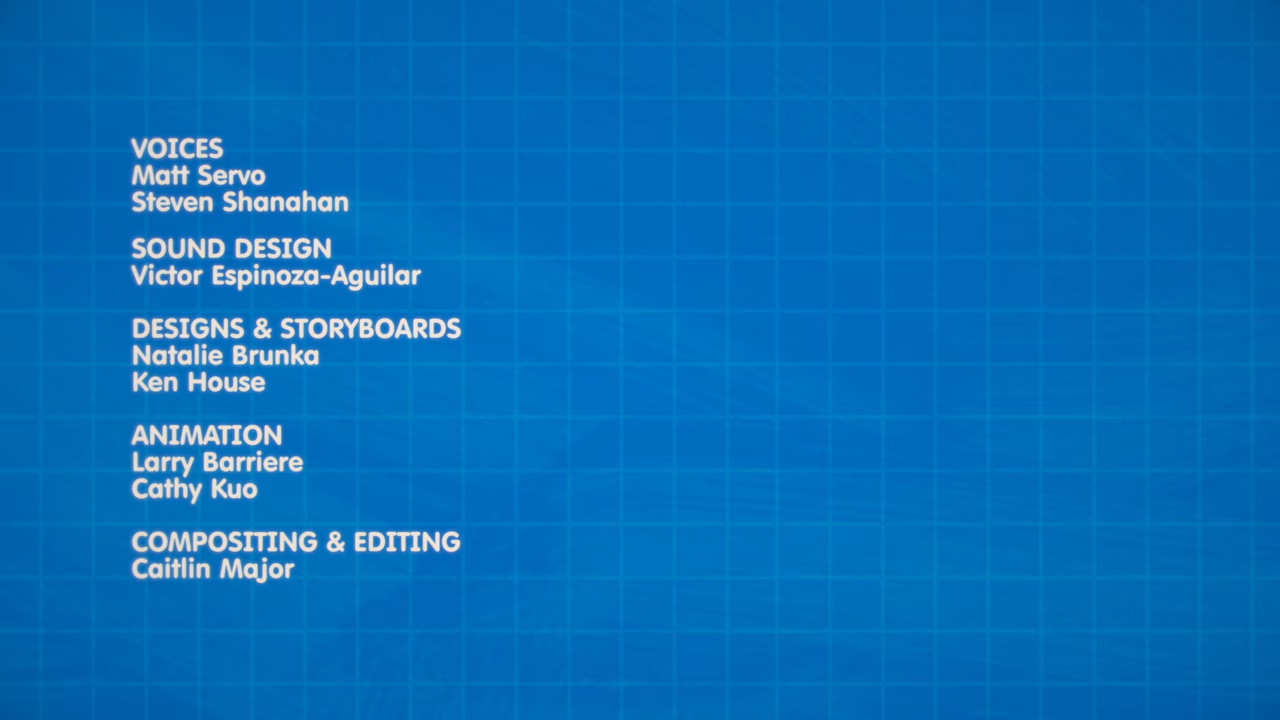 VOICES
Matt Servo
Steven Shanahan
SOUND DESIGN
Victor Espinoza-Aguilar
DESIGNS & STORYBOARDS
Natalie Brunka
Ken House
ANIMATION
Larry Barriere
Cathy Kuo
COMPOSITING & EDITING
Caitlin Major